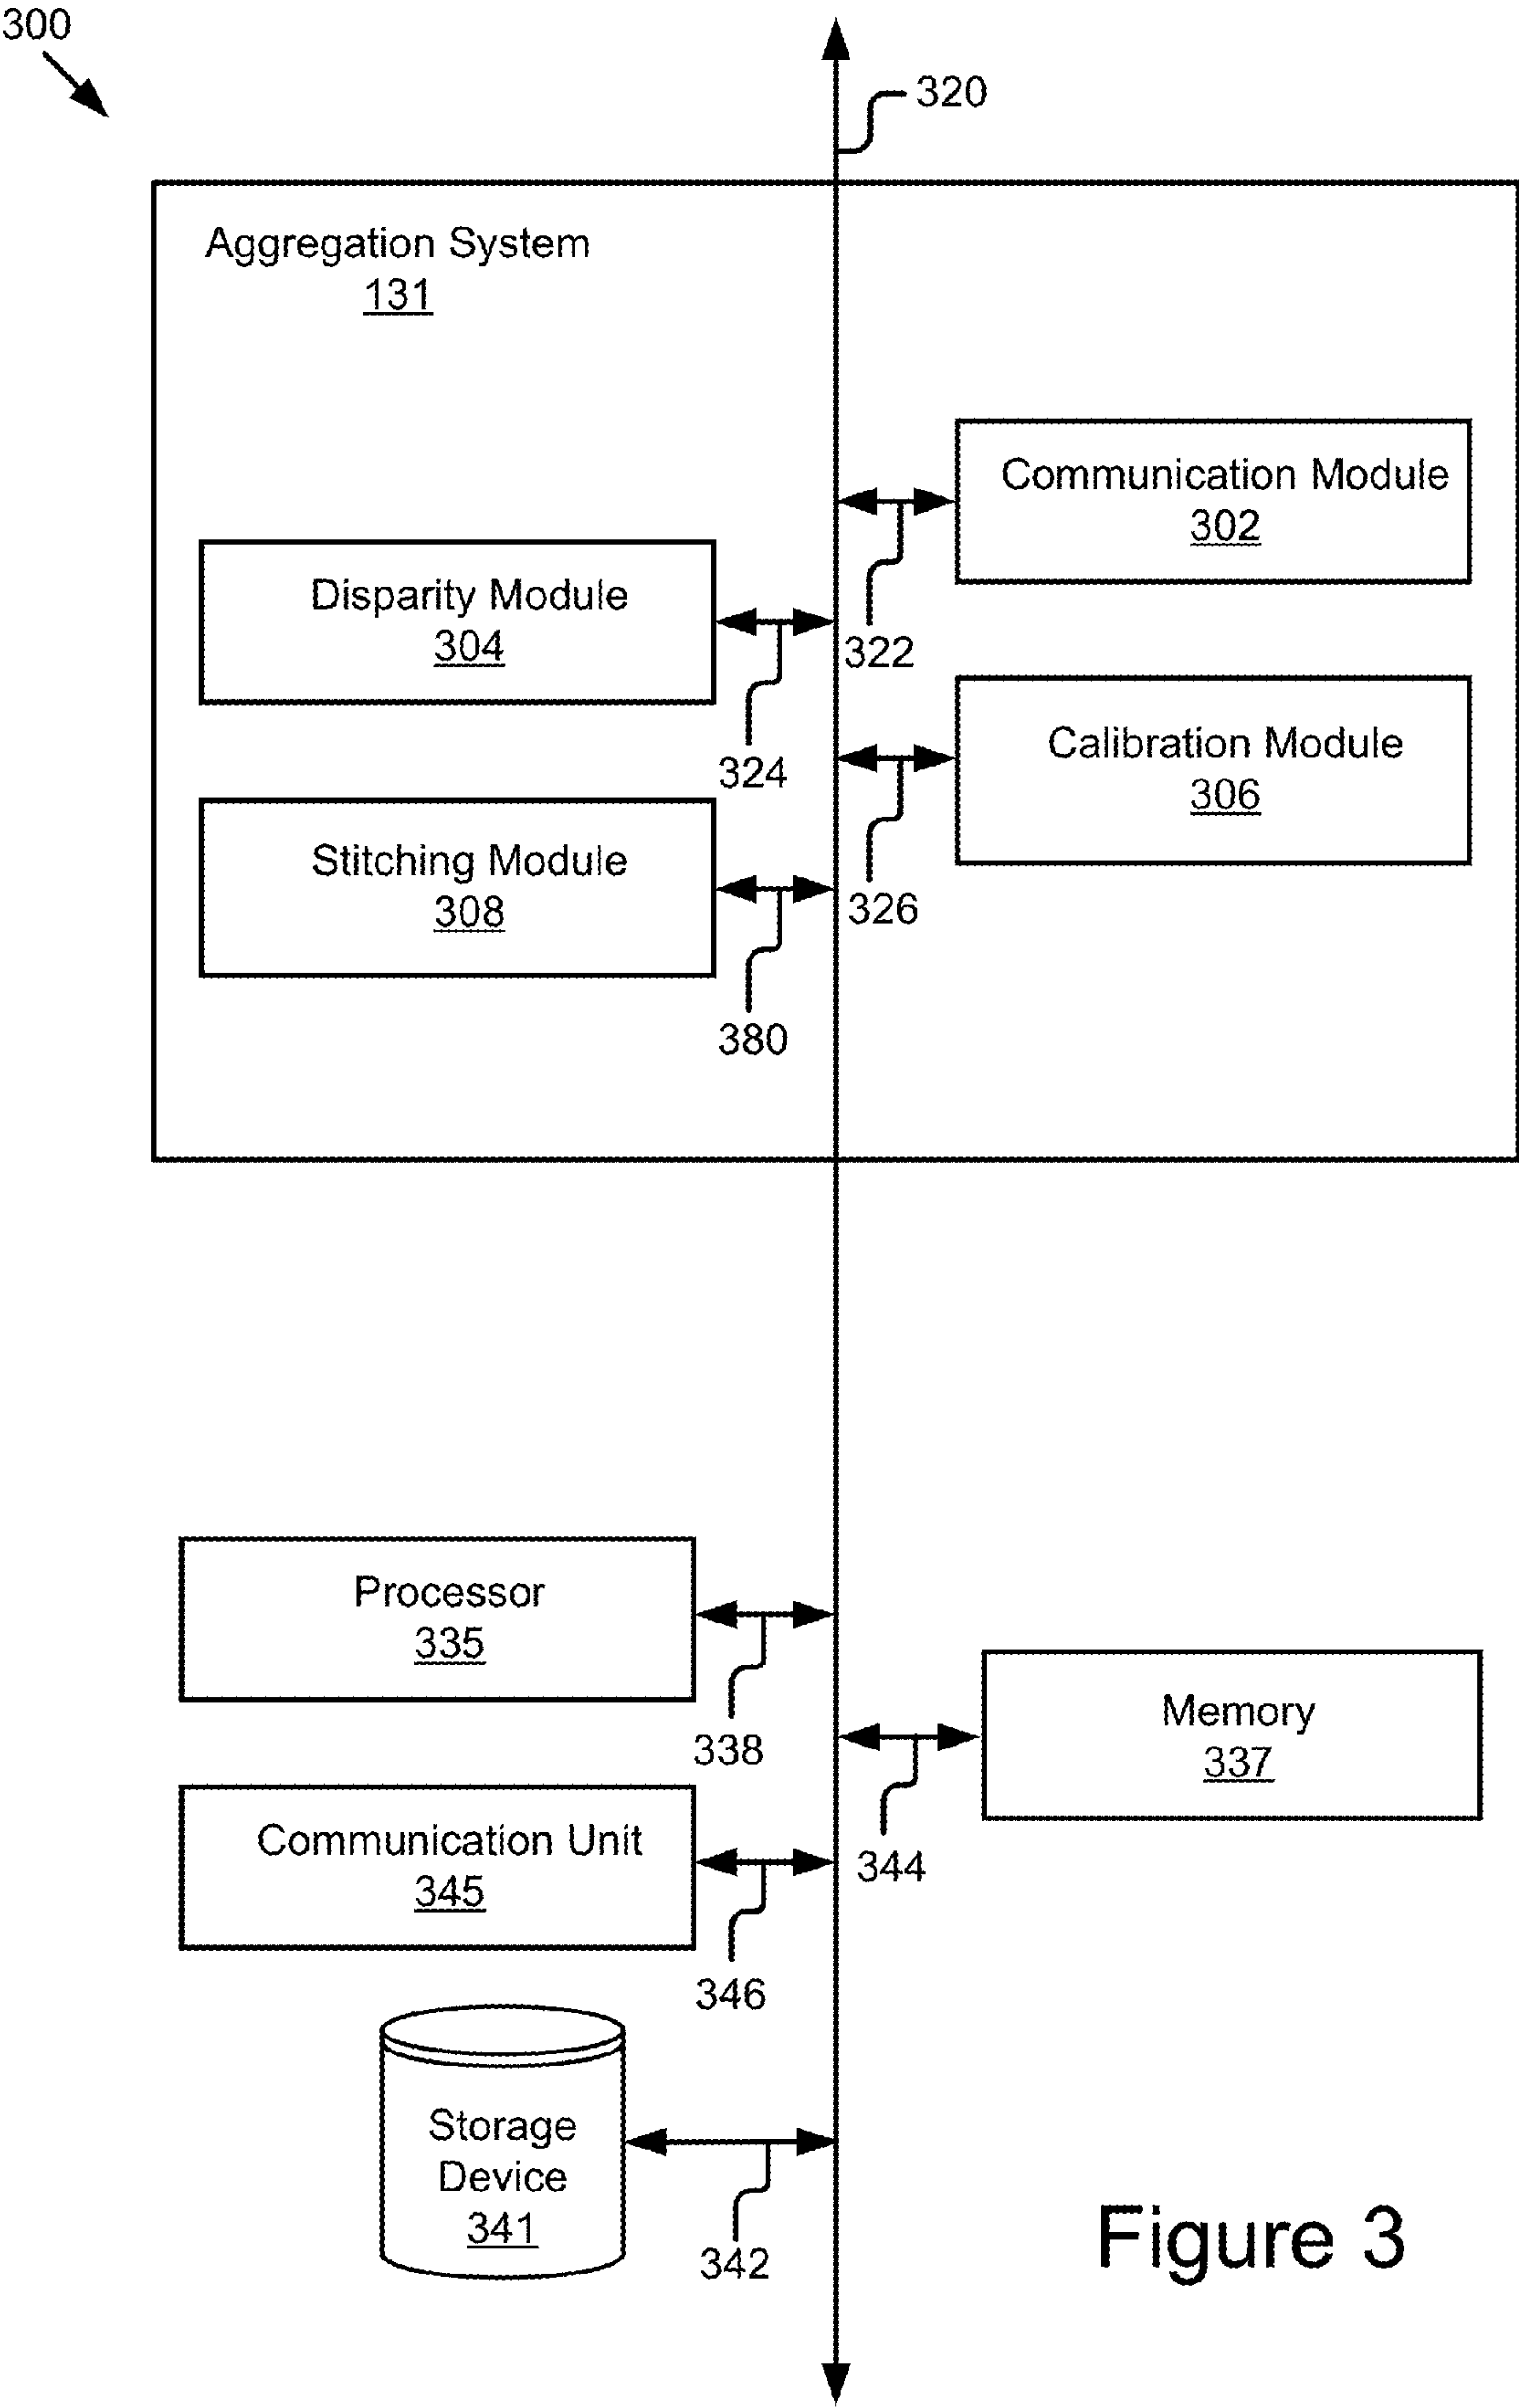 300
320
Aggregation System
131
Communication Module
302
Disparity Module
304
322
324
Calibration Module
306
Stitching Module
308
326
380
Processor
335
338
Memory
337
Communication Unit
345
344
346
Storage
Device
341
342
Figure 3